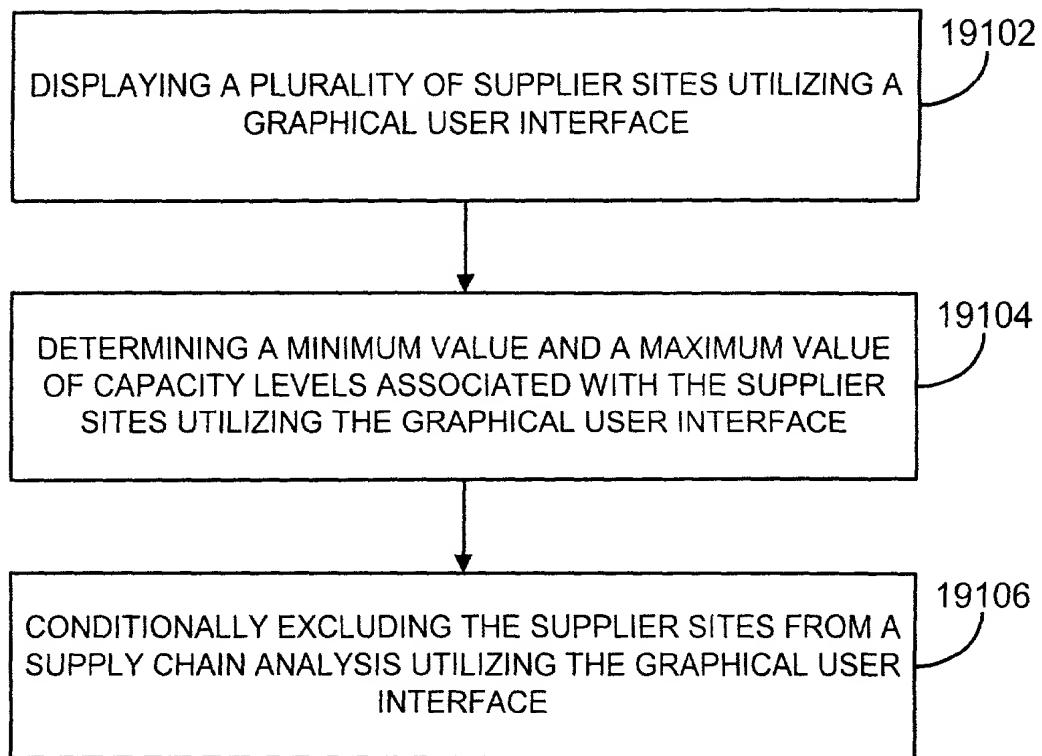 19102
DISPLAYING A PLURALITY OF SUPPLIER SITES UTILIZING A
GRAPHICAL USER INTERFACE
19104
DETERMINING A MINIMUM VALUE AND A MAXIMUM VALUE
OF CAPACITY LEVELS ASSOCIATED WITH THE SUPPLIER
SITES UTILIZING THE GRAPHICAL USER INTERFACE
19106
CONDITIONALLY EXCLUDING THE SUPPLIER SITES FROM A
SUPPLY CHAIN ANALYSIS UTILIZING THE GRAPHICAL USER
INTERFACE